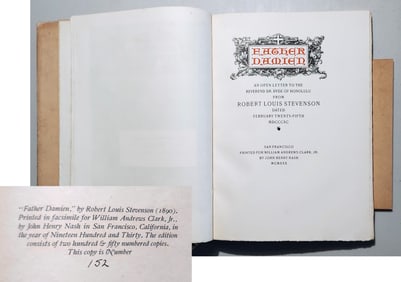 FATHER
DAMIEN
AN OPEN LETTER TO THE
REVEREND DR. HYDE OF HONOLULU
FROM
ROBERT LOUIS STEVENSON
DATED
FEBRUARY TWENTY-FIFTH
MDCCCXC
SAN FRANCISCO
PRINTED FOR WILLIAM ANDREWS CLARK, JR.
BY JOHN HENRY NASH
MCMXXX
"Father Damien," by Robert Louis Stevenson (1890).
Printed in facsimile for William Andrews Clark, Jr.,
by John Henry Nash in San Francisco, California, in
the year of Nineteen Hundred and Thirty. The edition
consists of two hundred & fifty numbered copies.
This copy is Number
152